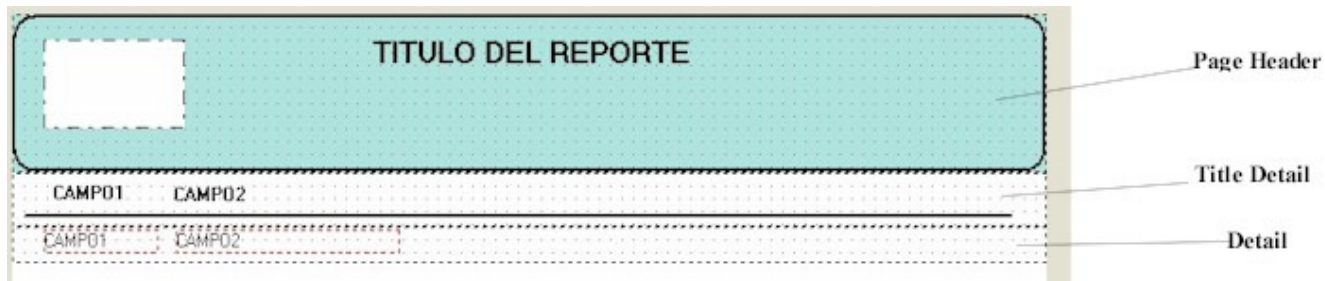 TITULO DEL REPORTE
Page Header
CAMPO1 CAMPO2
Title Detail
CAMPO1 CAMPO2
Detail